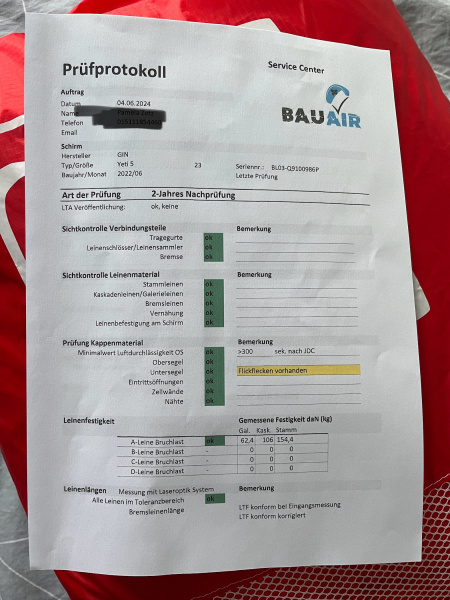 Prüfprotokoll
Service Center
BAUAIR
Auftrag
Datum 04.06.2024
Name
Telefon
Email
Schirm
Hersteller GIN
Typ/Größe Yeti 5 23 Seriennr.: BL03-Q9100986P
Baujahr/Monat 2022/06 Letzte Prüfung
Art der Prüfung 2-Jahres Nachprüfung
LTA Veröffentlichung: ok, keine
Sichtkontrolle Verbindungsteile Bemerkung
Tragegurte ok
Leinenschlösser/Leinensammler ok
Bremse ok
Sichtkontrolle Leinenmaterial Bemerkung
Stammleinen ok
Kaskadenleinen/Galerieleinen ok
Bremsleinen ok
Vernähung ok
Leinenbefestigung am Schirm ok
Prüfung Kappenmaterial Bemerkung
Minimalwert Luftdurchlässigkeit OS ok >300 sek. nach JDC
Obersegel ok
Untersegel ok Flickflecken vorhanden
Eintrittsöffnungen ok
Zellwände ok
Nähte ok
Leinenfestigkeit Gemessene Festigkeit daN (kg)
Gal. Kask. Stamm
A-Leine Bruchlast ok 62,4 106 154,4
B-Leine Bruchlast - 0 0 0
C-Leine Bruchlast - 0 0 0
D-Leine Bruchlast - 0 0 0
Leinenlängen Messung mit Laseroptik System Bemerkung
Alle Leinen im Toleranzbereich ok
Bremsleinenlänge LTF konform bei Eingangsmessung
LTF konform korrigiert